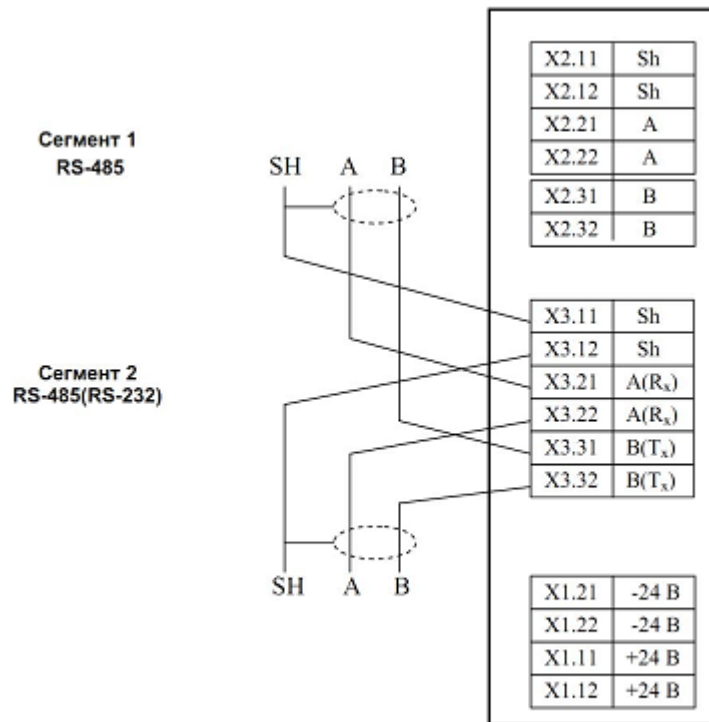 X2.11 Sh
X2.12 Sh
X2.21 A
X2.22 A
X2.31 B
X2.32 B
Сегмент 1
RS-485
SH A B
X3.11 Sh
X3.12 Sh
X3.21 A(Rx)
X3.22 A(Rx)
X3.31 B(Tx)
X3.32 B(Tx)
Сегмент 2
RS-485(RS-232)
SH A B
X1.21 -24 В
X1.22 -24 В
X1.11 +24 В
X1.12 +24 В